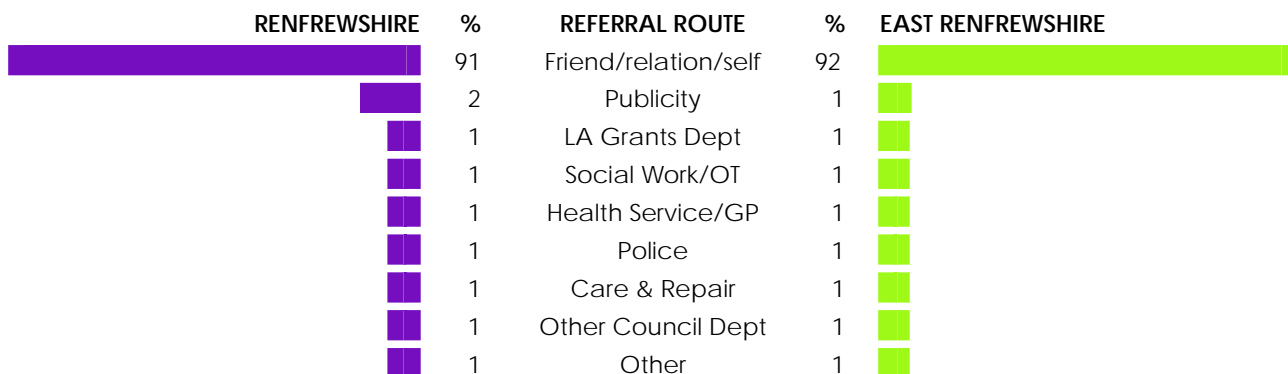 RENFREWSHIRE % REFERRAL ROUTE % EAST RENFREWSHIRE
91 Friend/relation/self 92
2 Publicity 1
1 LA Grants Dept 1
1 Social Work/OT 1
1 Health Service/GP 1
1 Police 1
1 Care & Repair 1
1 Other Council Dept 1
1 Other 1